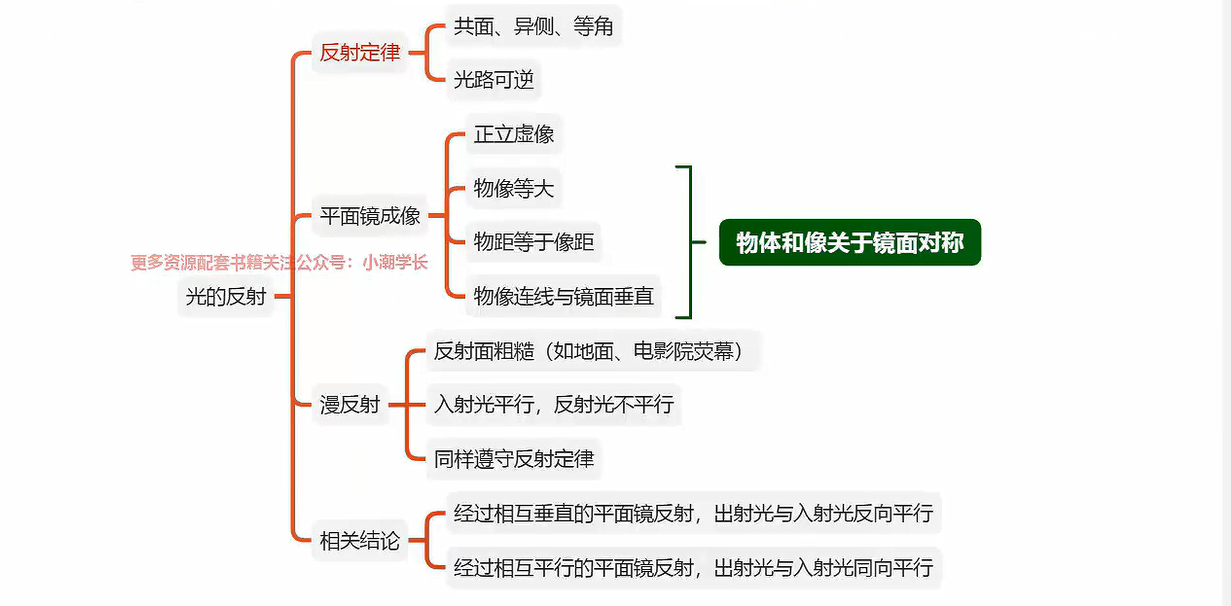 共面、异侧、等角
反射定律
光路可逆
正立虚像
物像等大
平面镜成像
物体和像关于镜面对称
物距等于像距
更多资源配套书籍关注公众号：小潮学长
光的反射
物像连线与镜面垂直
反射面粗糙（如地面、电影院荧幕）
漫反射
入射光平行，反射光不平行
同样遵守反射定律
经过相互垂直的平面镜反射，出射光与入射光反向平行
相关结论
经过相互平行的平面镜反射，出射光与入射光同向平行